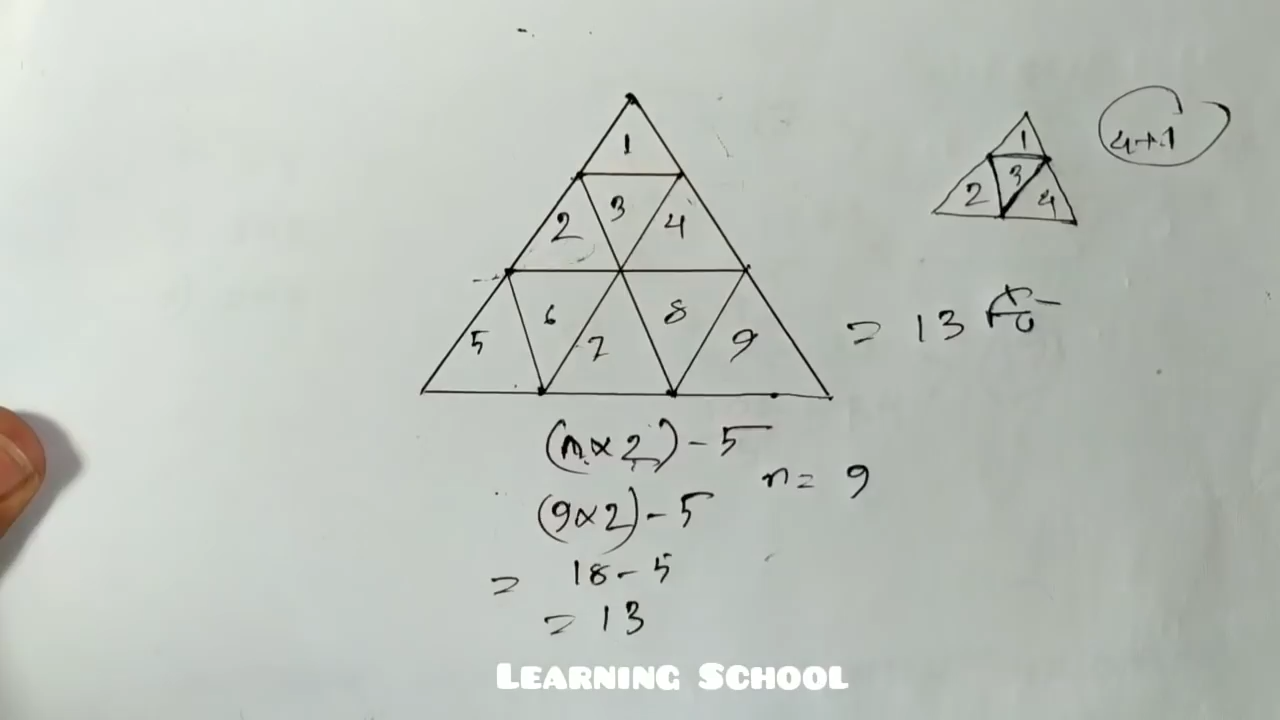 1
2 3 4
5 6 7 8 9
1
2 3 4
4+1
= 13 টি
(n×2) - 5
n = 9
(9×2) - 5
= 18 - 5
= 13
Learning School